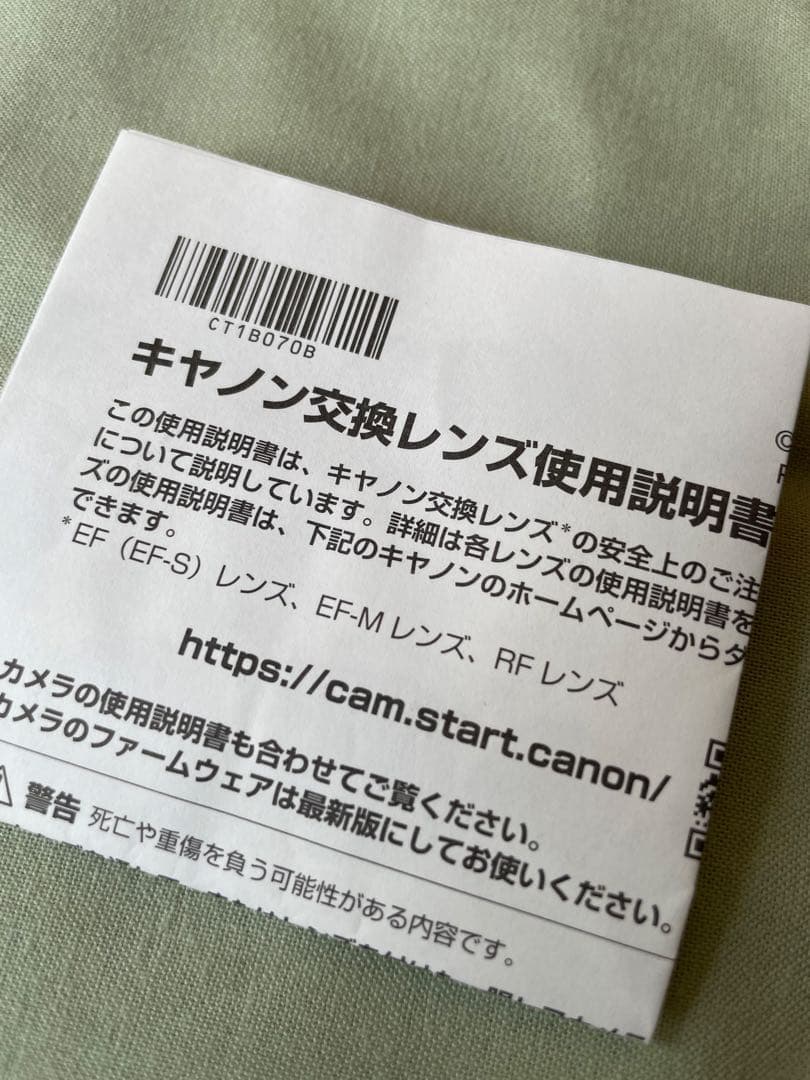 CT1B070B
キヤノン交換レンズ使用説明書
この使用説明書は、キヤノン交換レンズ*の安全上のご注
について説明しています。詳細は各レンズの使用説明書を
ズの使用説明書は、下記のキヤノンのホームページからダ
できます。
*EF（EF-S）レンズ、EF-M レンズ、RF レンズ
https://cam.start.canon/
カメラの使用説明書も合わせてご覧ください。
カメラのファームウェアは最新版にしてお使いください。
警告 死亡や重傷を負う可能性がある内容です。